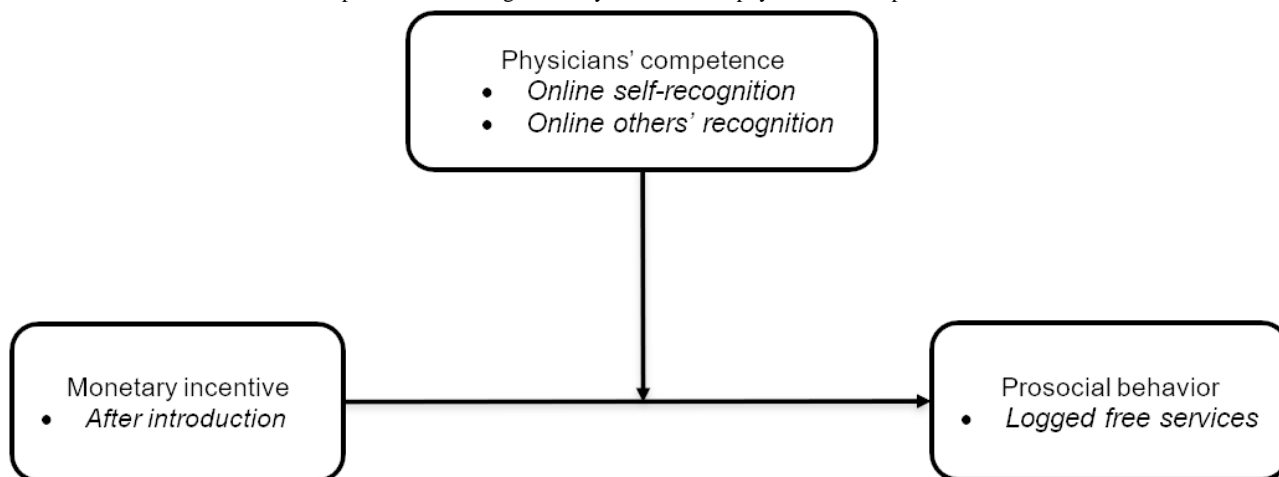 Physicians’ competence
• Online self-recognition
• Online others’ recognition
Monetary incentive
• After introduction
Prosocial behavior
• Logged free services